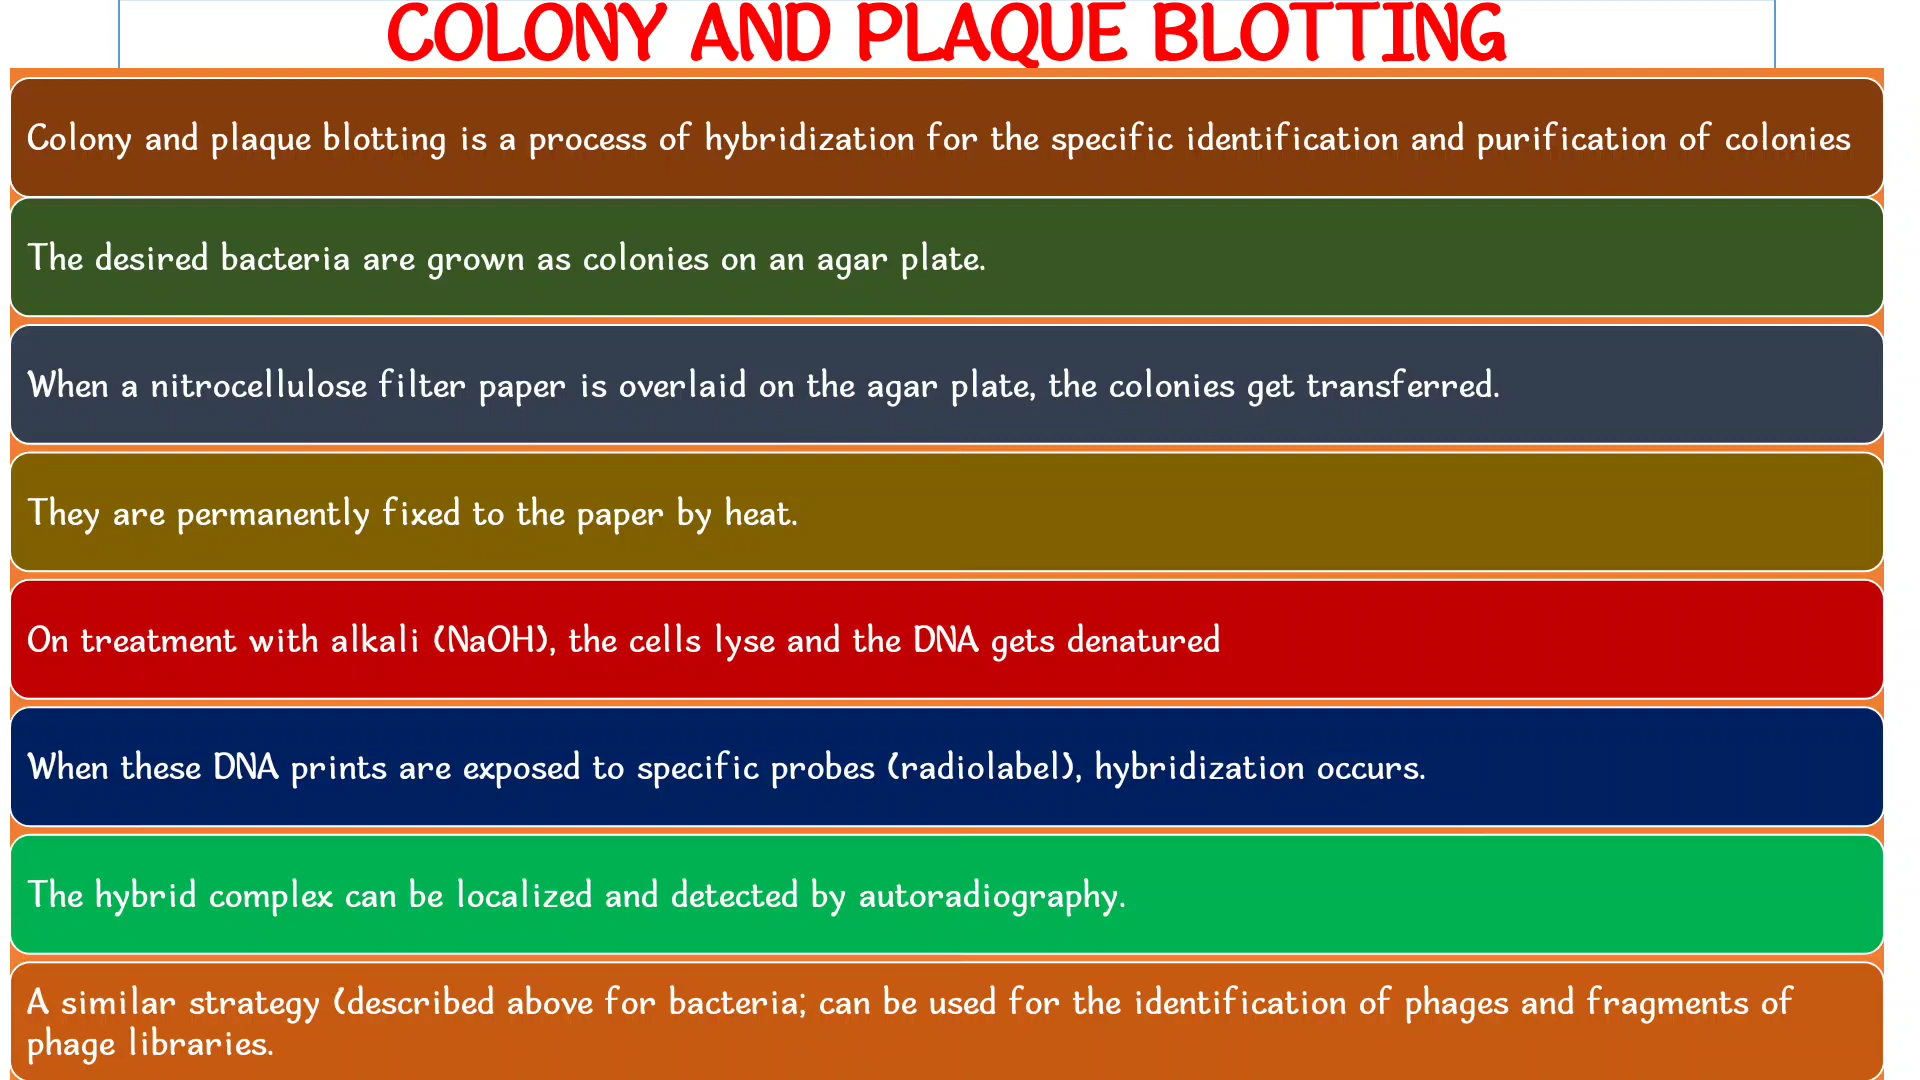 COLONY AND PLAQUE BLOTTING
Colony and plaque blotting is a process of hybridization for the specific identification and purification of colonies
The desired bacteria are grown as colonies on an agar plate.
When a nitrocellulose filter paper is overlaid on the agar plate, the colonies get transferred.
They are permanently fixed to the paper by heat.
On treatment with alkali (NaOH), the cells lyse and the DNA gets denatured
When these DNA prints are exposed to specific probes (radiolabel), hybridization occurs.
The hybrid complex can be localized and detected by autoradiography.
A similar strategy (described above for bacteria; can be used for the identification of phages and fragments of
phage libraries.